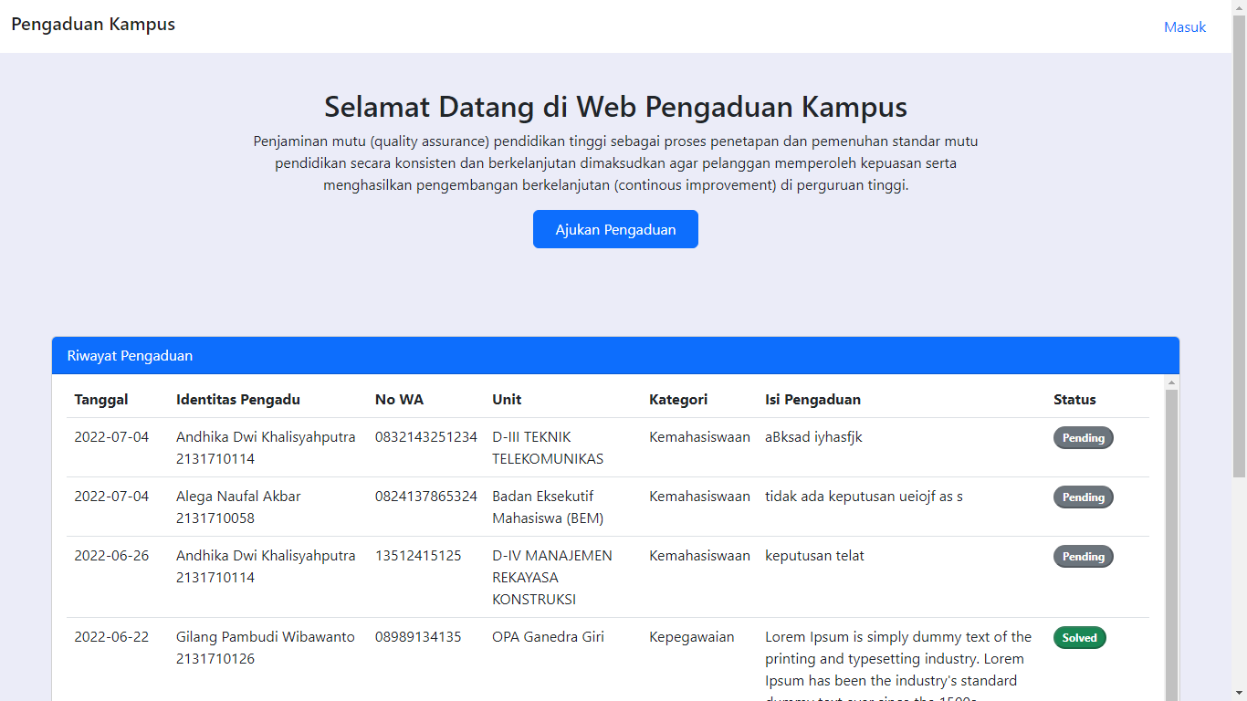 Pengaduan Kampus
Masuk
Selamat Datang di Web Pengaduan Kampus
Penjaminan mutu (quality assurance) pendidikan tinggi sebagai proses penetapan dan pemenuhan standar mutu
pendidikan secara konsisten dan berkelanjutan dimaksudkan agar pelanggan memperoleh kepuasan serta
menghasilkan pengembangan berkelanjutan (continous improvement) di perguruan tinggi.
Ajukan Pengaduan
Riwayat Pengaduan
Tanggal Identitas Pengadu No WA Unit Kategori Isi Pengaduan Status
2022-07-04 Andhika Dwi Khalisyahputra 0832143251234 D-III TEKNIK Kemahasiswaan aBksad iyhasfjk Pending
2131710114 TELEKOMUNIKAS
2022-07-04 Alega Naufal Akbar 0824137865324 Badan Eksekutif Kemahasiswaan tidak ada keputusan ueiojf as s Pending
2131710058 Mahasiswa (BEM)
2022-06-26 Andhika Dwi Khalisyahputra 13512415125 D-IV MANAJEMEN Kemahasiswaan keputusan telat Pending
2131710114 REKAYASA
KONSTRUKSI
2022-06-22 Gilang Pambudi Wibawanto 08989134135 OPA Ganedra Giri Kepegawaian Lorem Ipsum is simply dummy text of the Solved
2131710126 printing and typesetting industry. Lorem
Ipsum has been the industry's standard
dummy text ever since the 1500s